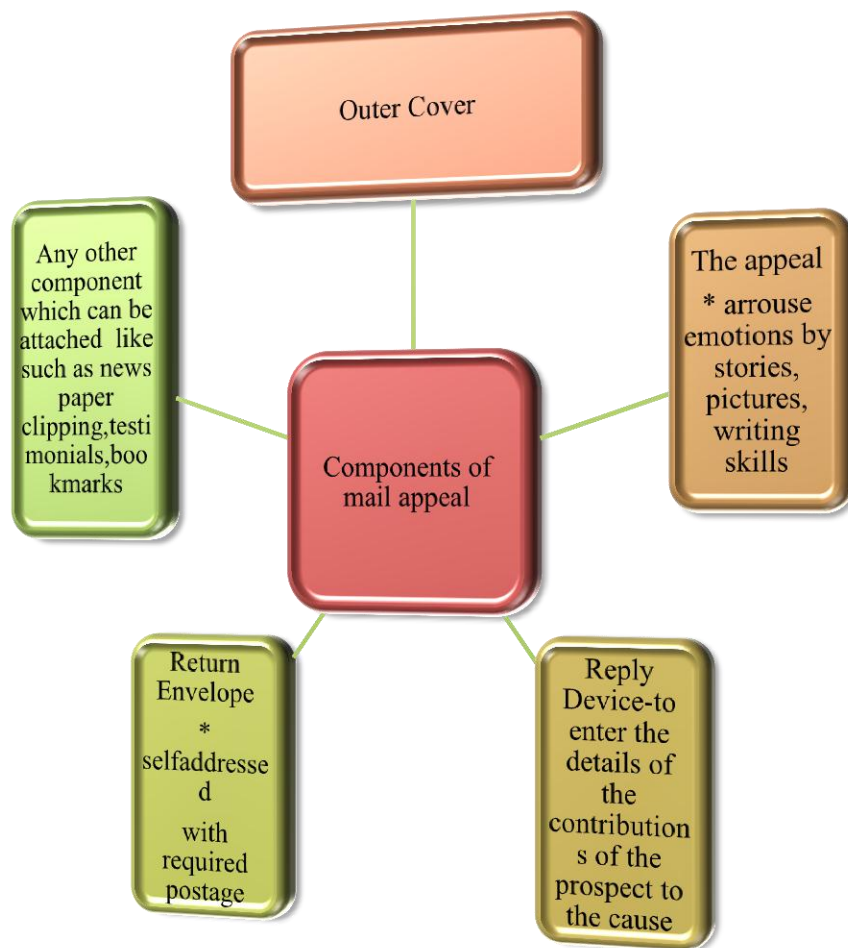 Outer Cover
Any other
component
which can be
attached  like
such as news
paper
clipping,testi
monials,boo
kmarks
The appeal
* arrouse
emotions by
stories,
pictures,
writing
skills
Components of
mail appeal
Return
Envelope
*
selfaddresse
d
with
required
postage
Reply
Device-to
enter the
details of
the
contribution
s of the
prospect to
the cause